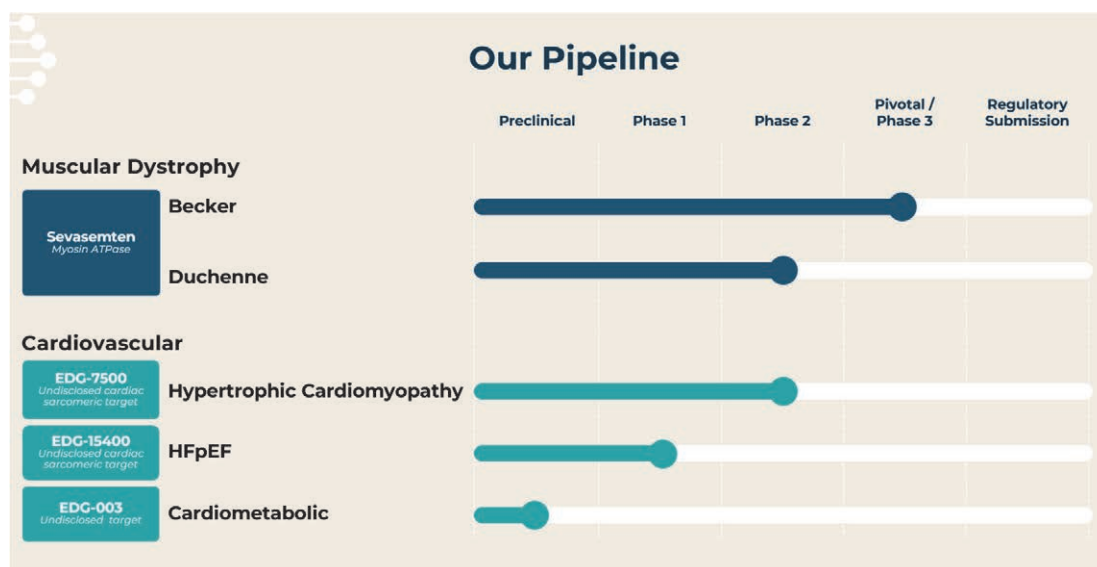 Our Pipeline
Preclinical
Phase 1
Phase 2
Pivotal /
Phase 3
Regulatory
Submission
Muscular Dystrophy
Sevasemten
Myosin ATPase
Becker
Duchenne
Cardiovascular
EDG-7500
Undisclosed cardiac
sarcomeric target
Hypertrophic Cardiomyopathy
EDG-15400
Undisclosed cardiac
sarcomeric target
HFpEF
EDG-003
Undisclosed target
Cardiometabolic